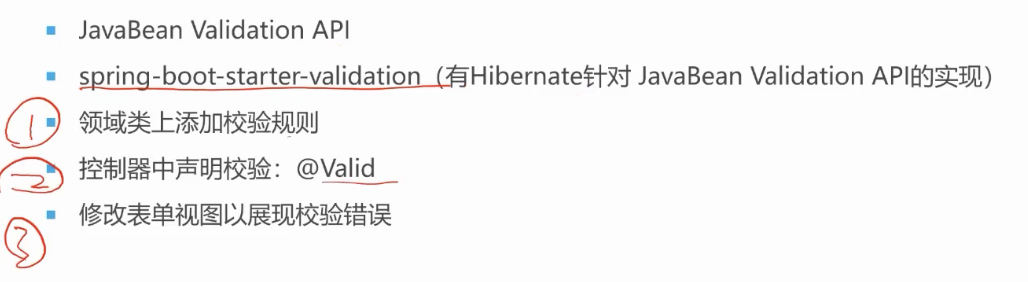 JavaBean Validation API
spring-boot-starter-validation（有Hibernate针对 JavaBean Validation API的实现）
1 领域类上添加校验规则
2 控制器中声明校验：@Valid
3 修改表单视图以展现校验错误